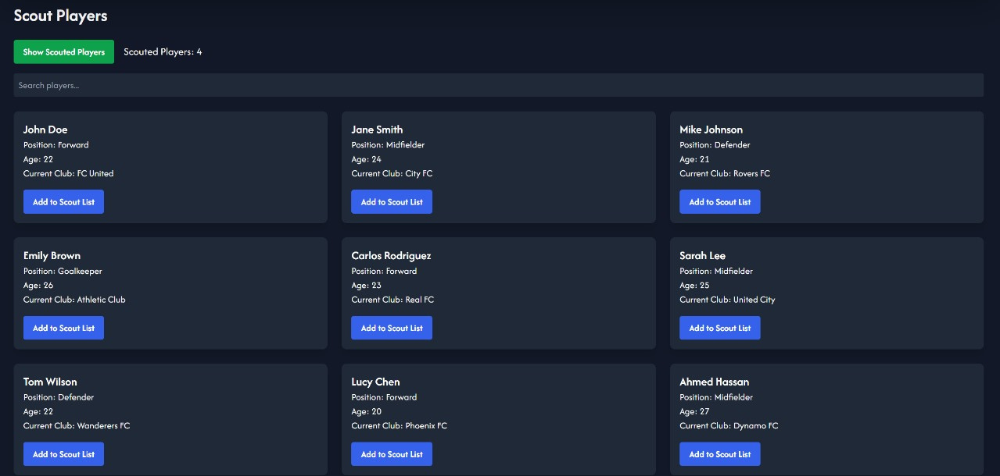 Scout Players
Show Scouted Players
Scouted Players: 4
Search players...
John Doe
Position: Forward
Age: 22
Current Club: FC United
Add to Scout List
Jane Smith
Position: Midfielder
Age: 24
Current Club: City FC
Add to Scout List
Mike Johnson
Position: Defender
Age: 21
Current Club: Rovers FC
Add to Scout List
Emily Brown
Position: Goalkeeper
Age: 26
Current Club: Athletic Club
Add to Scout List
Carlos Rodriguez
Position: Forward
Age: 23
Current Club: Real FC
Add to Scout List
Sarah Lee
Position: Midfielder
Age: 25
Current Club: United City
Add to Scout List
Tom Wilson
Position: Defender
Age: 22
Current Club: Wanderers FC
Add to Scout List
Lucy Chen
Position: Forward
Age: 20
Current Club: Phoenix FC
Add to Scout List
Ahmed Hassan
Position: Midfielder
Age: 27
Current Club: Dynamo FC
Add to Scout List